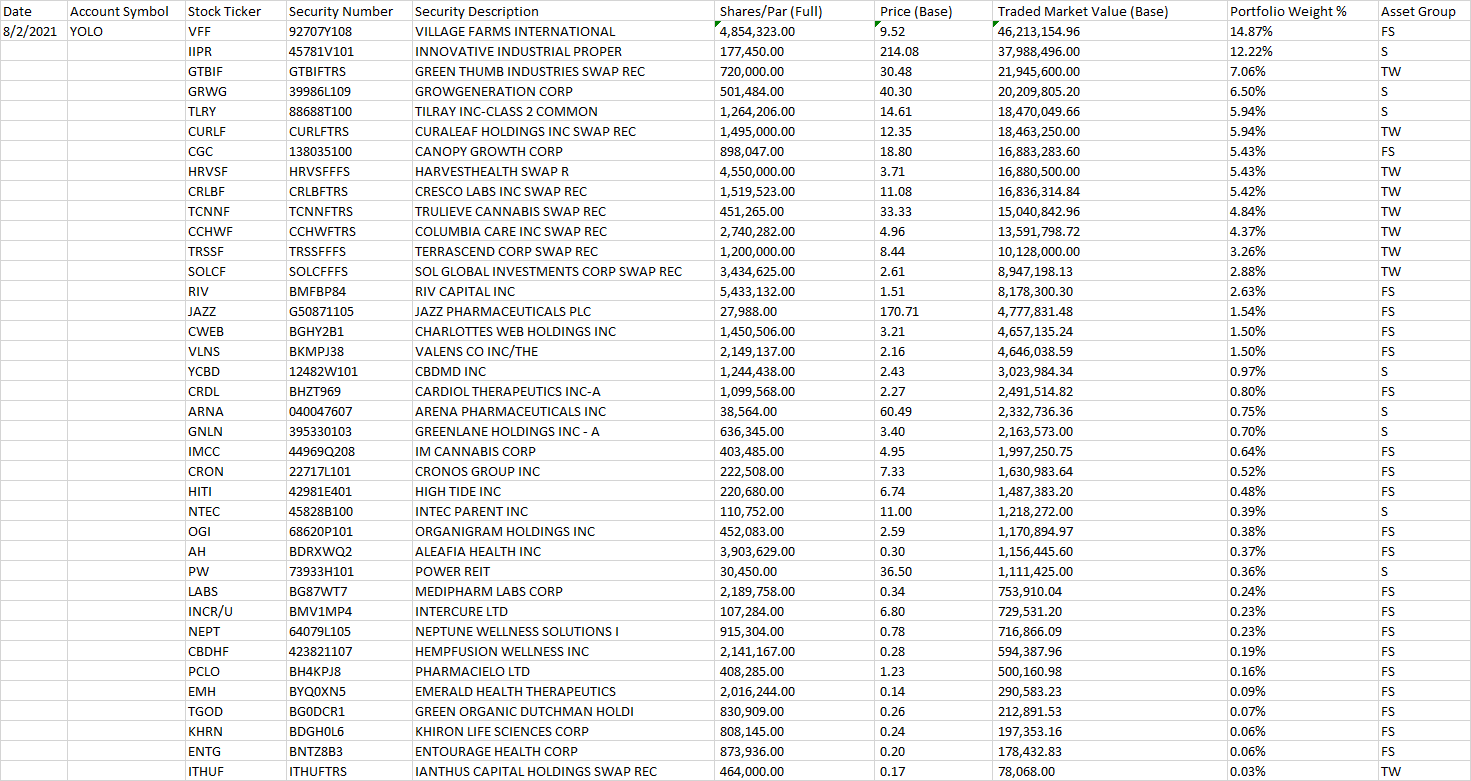 Date Account Symbol Stock Ticker Security Number Security Description Shares/Par (Full) Price (Base) Traded Market Value (Base) Portfolio Weight % Asset Group
8/2/2021 YOLO VFF 92707Y108 VILLAGE FARMS INTERNATIONAL 4,854,323.00 9.52 46,213,154.96 14.87% FS
IIPR 45781V101 INNOVATIVE INDUSTRIAL PROPER 177,450.00 214.08 37,988,496.00 12.22% S
GTBIF GTBIFTRS GREEN THUMB INDUSTRIES SWAP REC 720,000.00 30.48 21,945,600.00 7.06% TW
GRWG 39986L109 GROWGENERATION CORP 501,484.00 40.30 20,209,805.20 6.50% S
TLRY 88688T100 TILRAY INC-CLASS 2 COMMON 1,264,206.00 14.61 18,470,049.66 5.94% S
CURLF CURLFTRS CURALEAF HOLDINGS INC SWAP REC 1,495,000.00 12.35 18,463,250.00 5.94% TW
CGC 138035100 CANOPY GROWTH CORP 898,047.00 18.80 16,883,283.60 5.43% FS
HRVSF HRVSFFFS HARVESTHEALTH SWAP R 4,550,000.00 3.71 16,880,500.00 5.43% TW
CRLBF CRLBFTRS CRESCO LABS INC SWAP REC 1,519,523.00 11.08 16,836,314.84 5.42% TW
TCNNF TCNNFTRS TRULIEVE CANNABIS SWAP REC 451,265.00 33.33 15,040,842.96 4.84% TW
CCHWF CCHWFTRS COLUMBIA CARE INC SWAP REC 2,740,282.00 4.96 13,591,798.72 4.37% TW
TRSSF TRSSFFFS TERRASCEND CORP SWAP REC 1,200,000.00 8.44 10,128,000.00 3.26% TW
SOLCF SOLCFFFS SOL GLOBAL INVESTMENTS CORP SWAP REC 3,434,625.00 2.61 8,947,198.13 2.88% TW
RIV BMFBP84 RIV CAPITAL INC 5,433,132.00 1.51 8,178,300.30 2.63% FS
JAZZ G50871105 JAZZ PHARMACEUTICALS PLC 27,988.00 170.71 4,777,831.48 1.54% FS
CWEB BGHY2B1 CHARLOTTES WEB HOLDINGS INC 1,450,506.00 3.21 4,657,135.24 1.50% FS
VLNS BKMPJ38 VALENS CO INC/THE 2,149,137.00 2.16 4,646,038.59 1.50% FS
YCBD 12482W101 CBDMD INC 1,244,438.00 2.43 3,023,984.34 0.97% S
CRDL BHZT969 CARDIOL THERAPEUTICS INC-A 1,099,568.00 2.27 2,491,514.82 0.80% FS
ARNA 040047607 ARENA PHARMACEUTICALS INC 38,564.00 60.49 2,332,736.36 0.75% S
GNLN 395330103 GREENLANE HOLDINGS INC - A 636,345.00 3.40 2,163,573.00 0.70% S
IMCC 44969Q208 IM CANNABIS CORP 403,485.00 4.95 1,997,250.75 0.64% FS
CRON 22717L101 CRONOS GROUP INC 222,508.00 7.33 1,630,983.64 0.52% FS
HITI 42981E401 HIGH TIDE INC 220,680.00 6.74 1,487,383.20 0.48% FS
NTEC 45828B100 INTEC PARENT INC 110,752.00 11.00 1,218,272.00 0.39% S
OGI 68620P101 ORGANIGRAM HOLDINGS INC 452,083.00 2.59 1,170,894.97 0.38% FS
AH BDRXWQ2 ALEAFIA HEALTH INC 3,903,629.00 0.30 1,156,445.60 0.37% FS
PW 73933H101 POWER REIT 30,450.00 36.50 1,111,425.00 0.36% S
LABS BG87WT7 MEDIPHARM LABS CORP 2,189,758.00 0.34 753,910.04 0.24% FS
INCR/U BMV1MP4 INTERCURE LTD 107,284.00 6.80 729,531.20 0.23% FS
NEPT 64079L105 NEPTUNE WELLNESS SOLUTIONS I 915,304.00 0.78 716,866.09 0.23% FS
CBDHF 423821107 HEMPFUSION WELLNESS INC 2,141,167.00 0.28 594,387.96 0.19% FS
PCLO BH4KPJ8 PHARMACIELO LTD 408,285.00 1.23 500,160.98 0.16% FS
EMH BYQ0XN5 EMERALD HEALTH THERAPEUTICS 2,016,244.00 0.14 290,583.23 0.09% FS
TGOD BG0DCR1 GREEN ORGANIC DUTCHMAN HOLDI 830,909.00 0.26 212,891.53 0.07% FS
KHRN BDGH0L6 KHIRON LIFE SCIENCES CORP 808,145.00 0.24 197,353.16 0.06% FS
ENTG BNTZ8B3 ENTOURAGE HEALTH CORP 873,936.00 0.20 178,432.83 0.06% FS
ITHUF ITHUFTRS IANTHUS CAPITAL HOLDINGS SWAP REC 464,000.00 0.17 78,068.00 0.03% TW